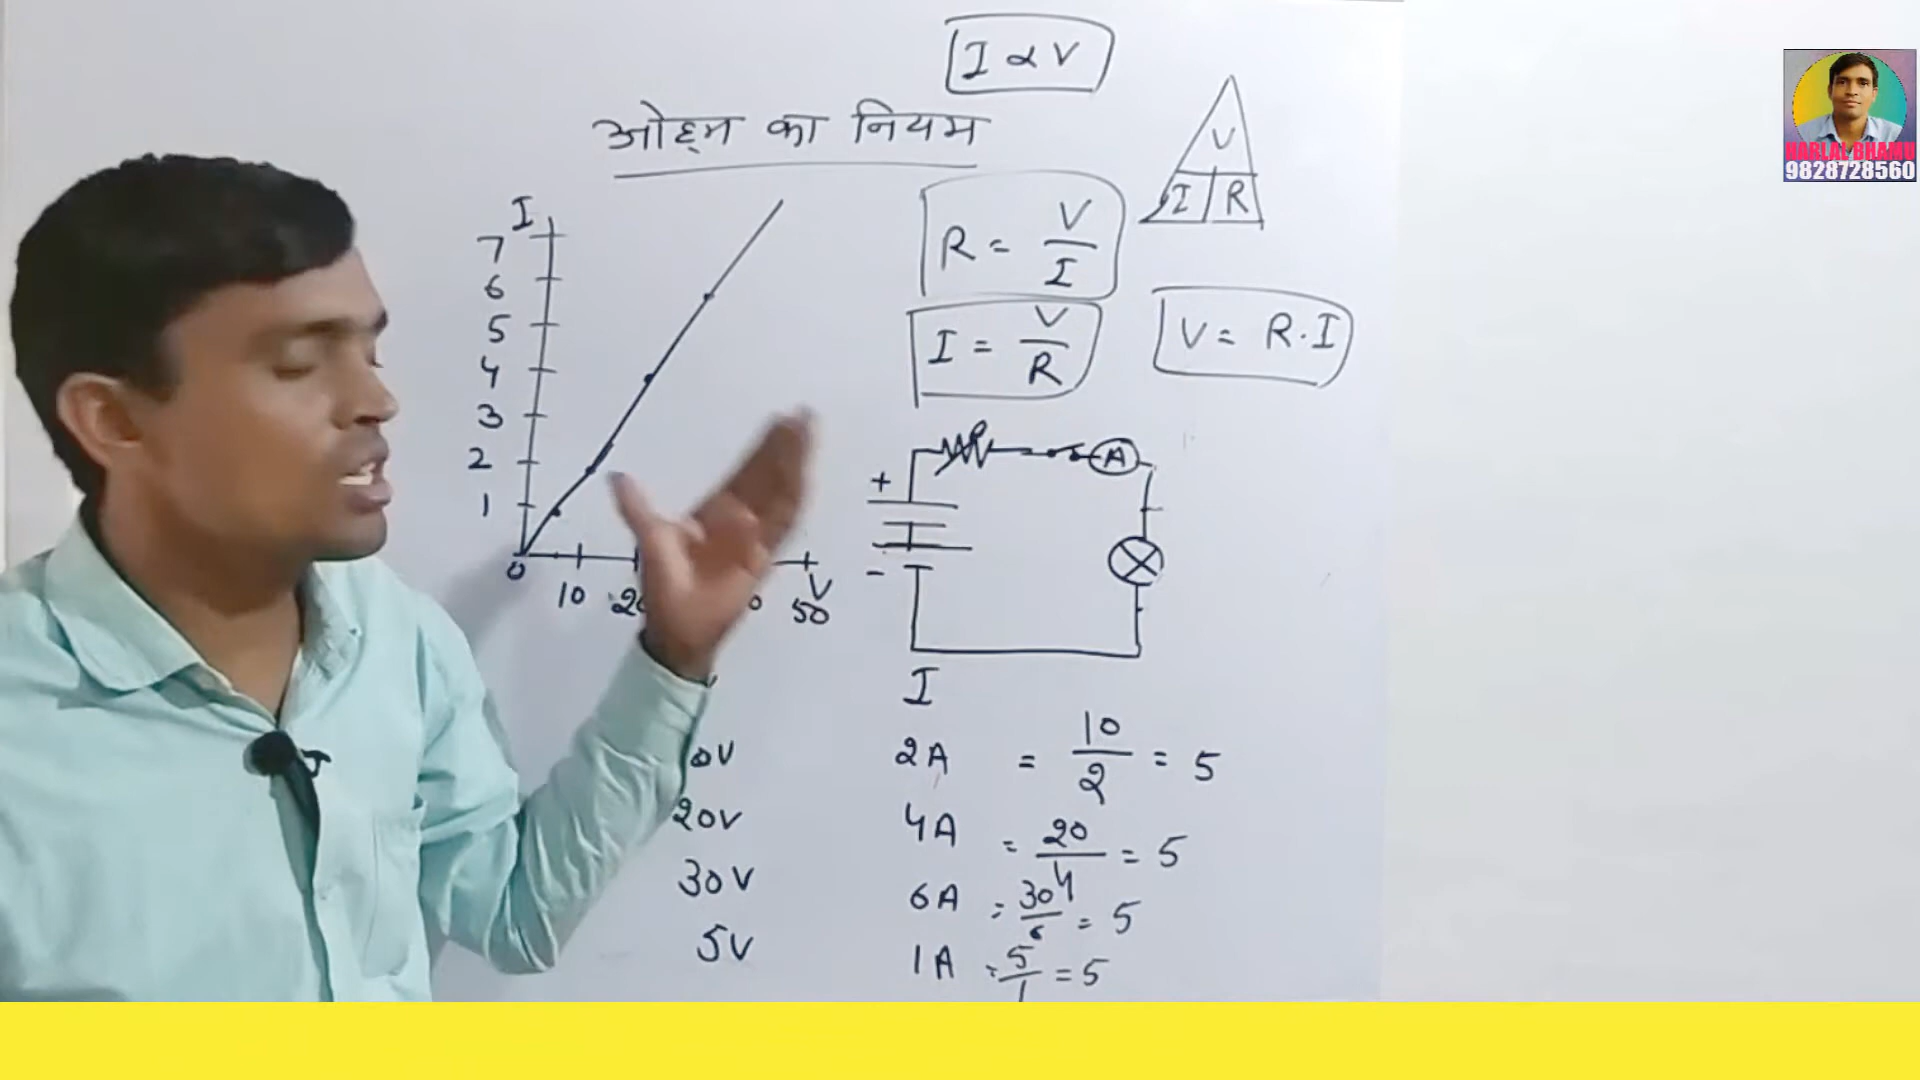 I ∝ V
ओह्म का नियम
V
I R
R = V/I
I = V/R
V = R.I
I
7
6
5
4
3
2
1
0
10
50
V
R
A
+
-
I
0V 2A = 10/2 = 5
20V 4A = 20/4 = 5
30V 6A = 30/6 = 5
5V 1A = 5/1 = 5
HARLAL BHAMU
9828728560